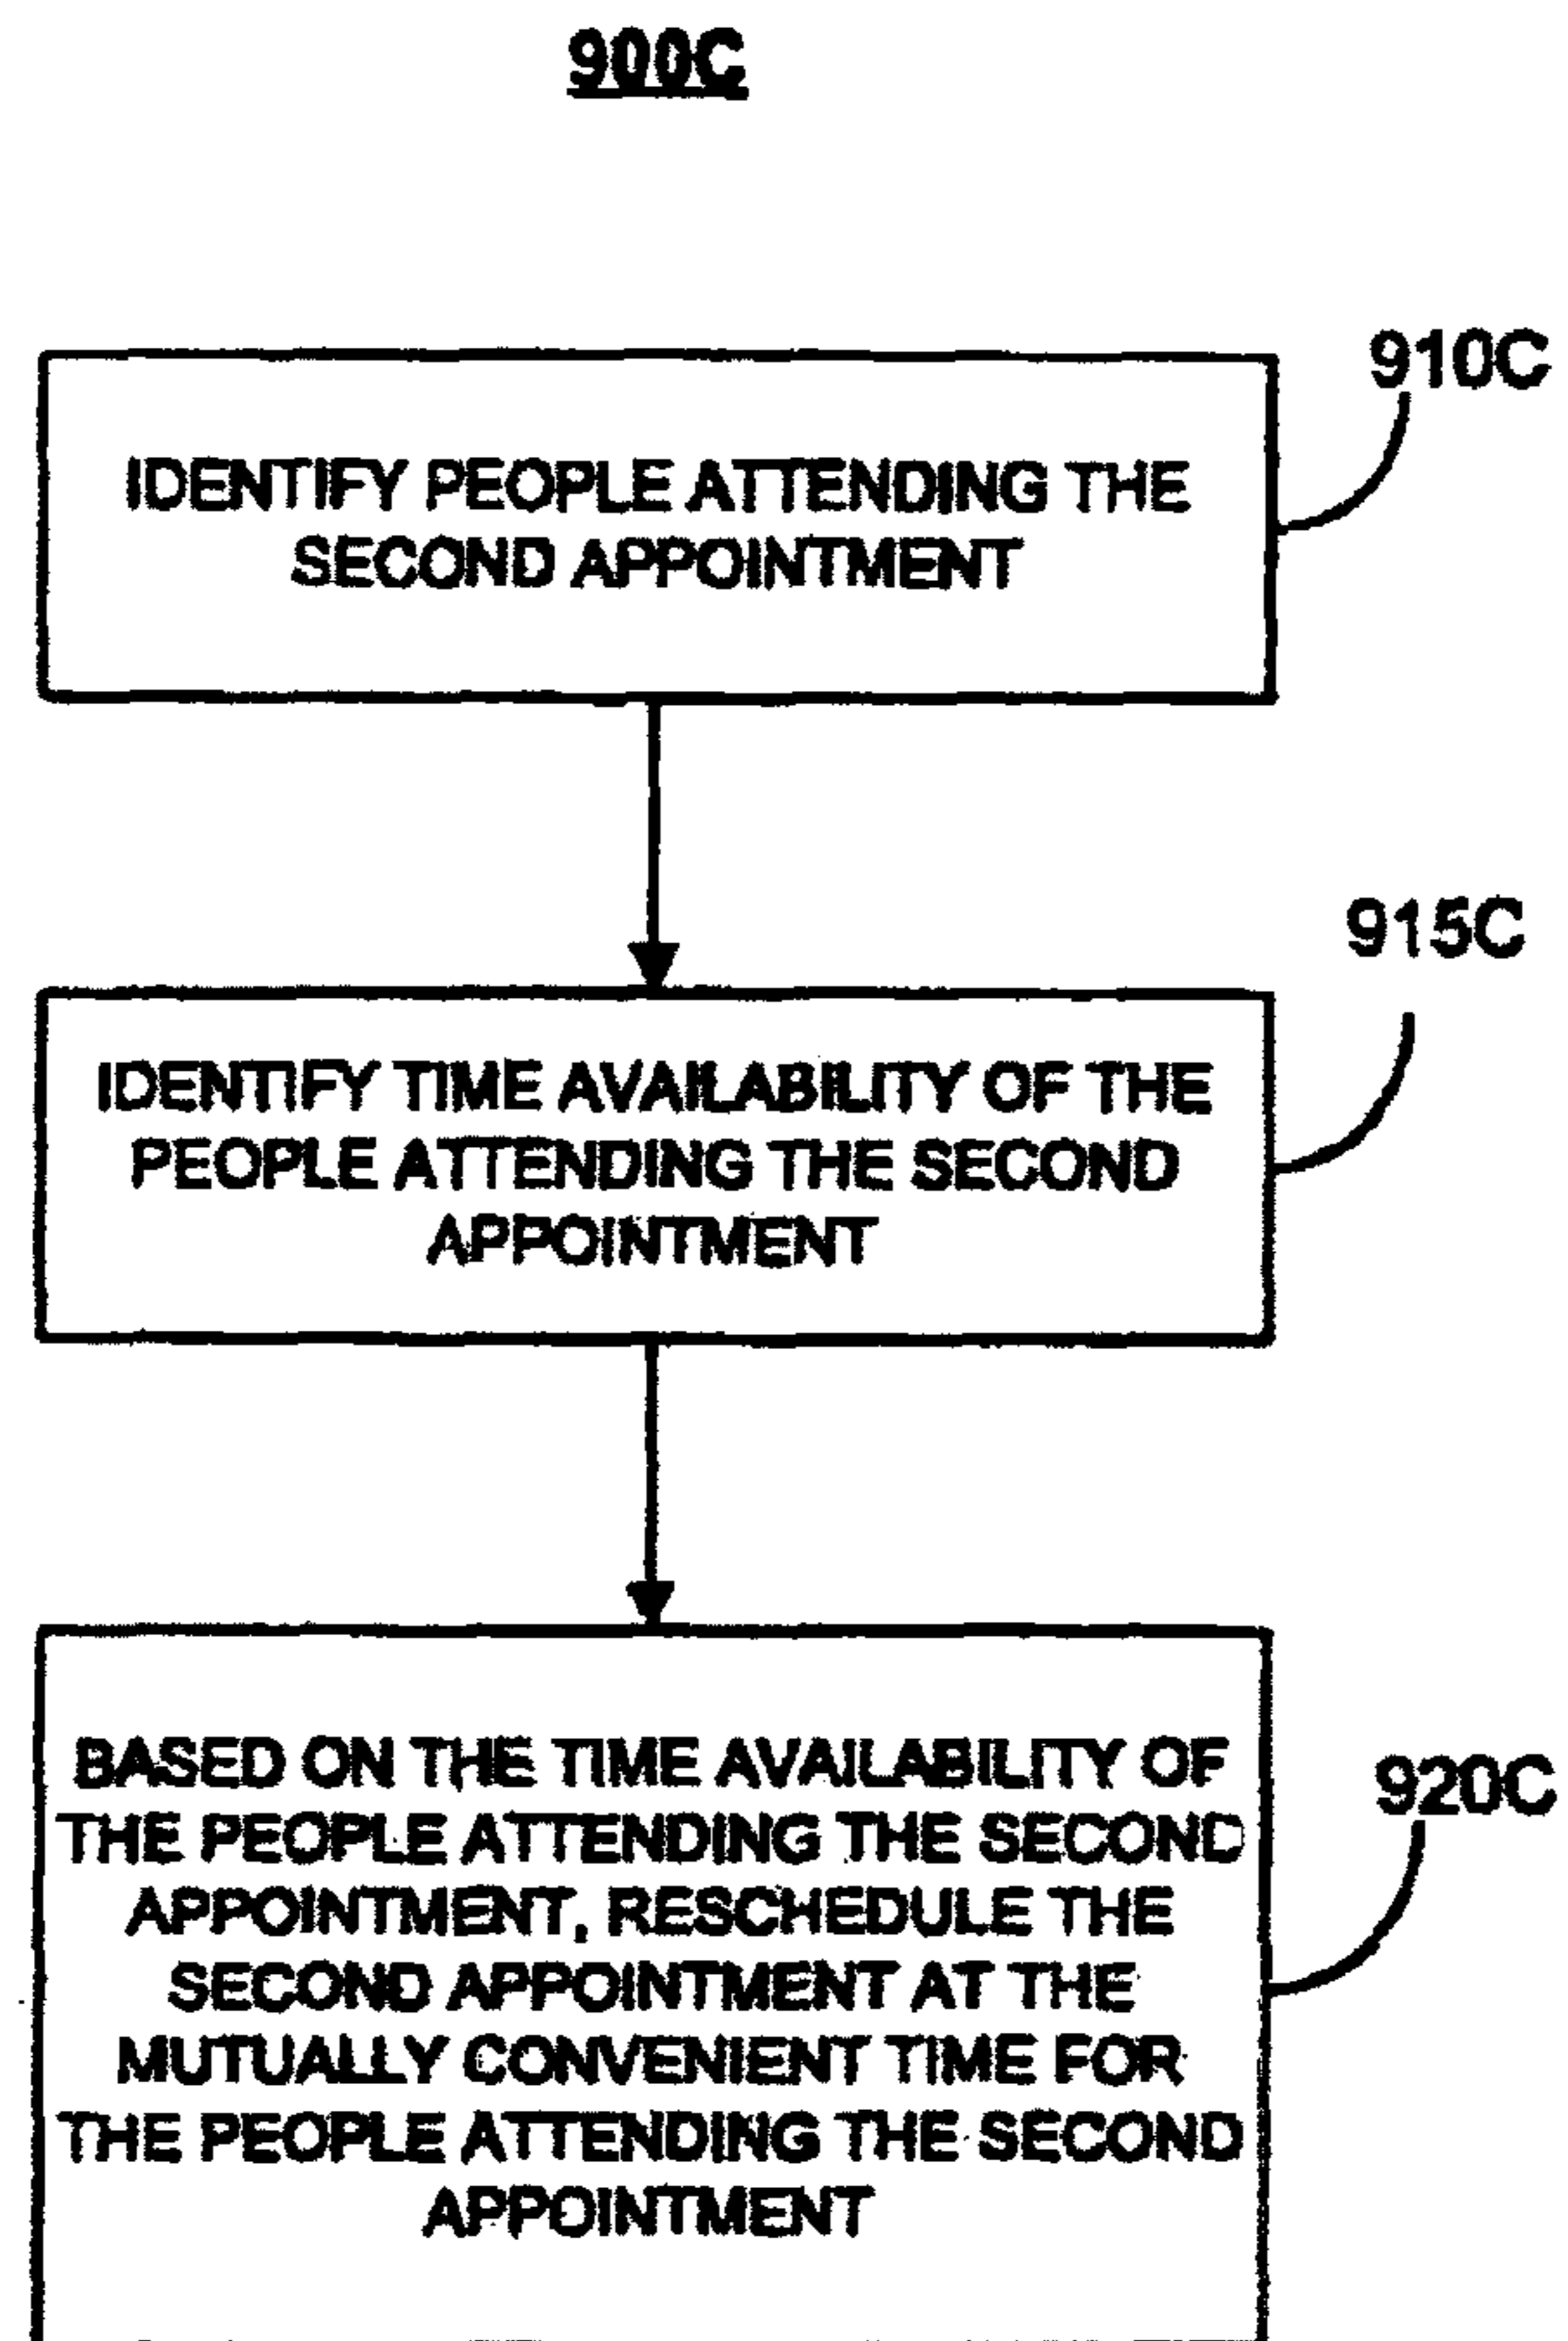 900C
910C
IDENTIFY PEOPLE ATTENDING THE
SECOND APPOINTMENT
915C
IDENTIFY TIME AVAILABILITY OF THE
PEOPLE ATTENDING THE SECOND
APPOINTMENT
BASED ON THE TIME AVAILABILITY OF
THE PEOPLE ATTENDING THE SECOND
APPOINTMENT, RESCHEDULE THE
SECOND APPOINTMENT AT THE
MUTUALLY CONVENIENT TIME FOR
THE PEOPLE ATTENDING THE SECOND
APPOINTMENT
920C